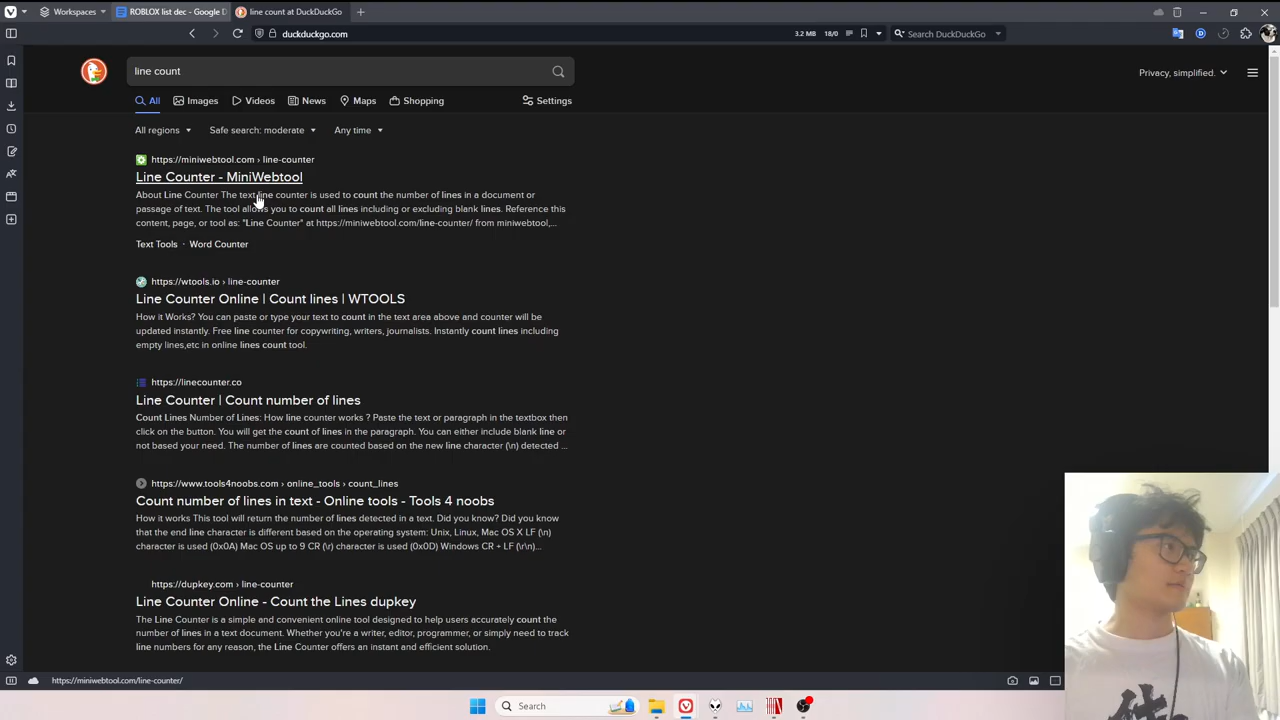 Workspaces
ROBLOX list dec - Google D
line count at DuckDuckGo
duckduckgo.com
3.2 MB
18/0
Search DuckDuckGo
line count
Privacy, simplified.
All
Images
Videos
News
Maps
Shopping
Settings
All regions
Safe search: moderate
Any time
https://miniwebtool.com › line-counter
Line Counter - MiniWebtool
About Line Counter The text line counter is used to count the number of lines in a document or
passage of text. The tool allows you to count all lines including or excluding blank lines. Reference this
content, page, or tool as: "Line Counter" at https://miniwebtool.com/line-counter/ from miniwebtool,...
Text Tools · Word Counter
https://wtools.io › line-counter
Line Counter Online | Count lines | WTOOLS
How it Works? You can paste or type your text to count in the text area above and counter will be
updated instantly. Free line counter for copywriting, writers, journalists. Instantly count lines including
empty lines,etc in online lines count tool.
https://linecounter.co
Line Counter | Count number of lines
Count Lines Number of Lines: How line counter works ? Paste the text or paragraph in the textbox then
click on the button. You will get the count of lines in the paragraph. You can either include blank line or
not based your need. The number of lines are counted based on the new line character (\n) detected ...
https://www.tools4noobs.com › online_tools › count_lines
Count number of lines in text - Online tools - Tools 4 noobs
How it works This tool will return the number of lines detected in a text. Did you know? Did you know
that the end line character is different based on the operating system: Unix, Linux, Mac OS X LF (\n)
character is used (0x0A) Mac OS up to 9 CR (\r) character is used (0x0D) Windows CR + LF (\r\n)...
https://dupkey.com › line-counter
Line Counter Online - Count the Lines dupkey
The Line Counter is a simple and convenient online tool designed to help users accurately count the
number of lines in a text document. Whether you're a writer, editor, programmer, or simply need to track
line numbers for any reason, the Line Counter offers an instant and efficient solution.
https://miniwebtool.com/line-counter/
Search